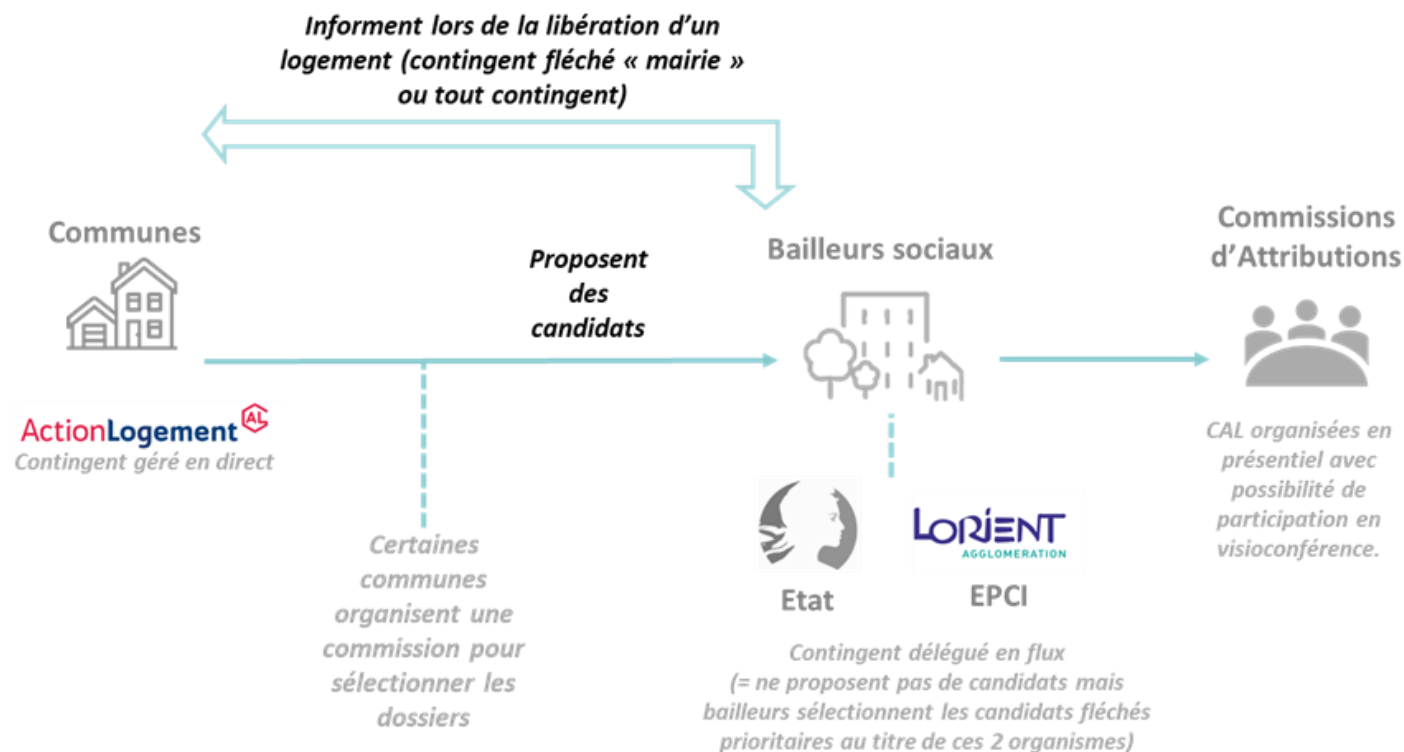 Informent lors de la libération d’un
logement (contingent fléché « mairie »
ou tout contingent)
Communes
Proposent
des
candidats
Bailleurs sociaux
Commissions
d’Attributions
ActionLogement AL
Contingent géré en direct
Certaines
communes
organisent une
commission pour
sélectionner les
dossiers
LORIENT
AGGLOMERATION
Etat
EPCI
Contingent délégué en flux
(= ne proposent pas de candidats mais
bailleurs sélectionnent les candidats fléchés
prioritaires au titre de ces 2 organismes)
CAL organisées en
présentiel avec
possibilité de
participation en
visioconférence.